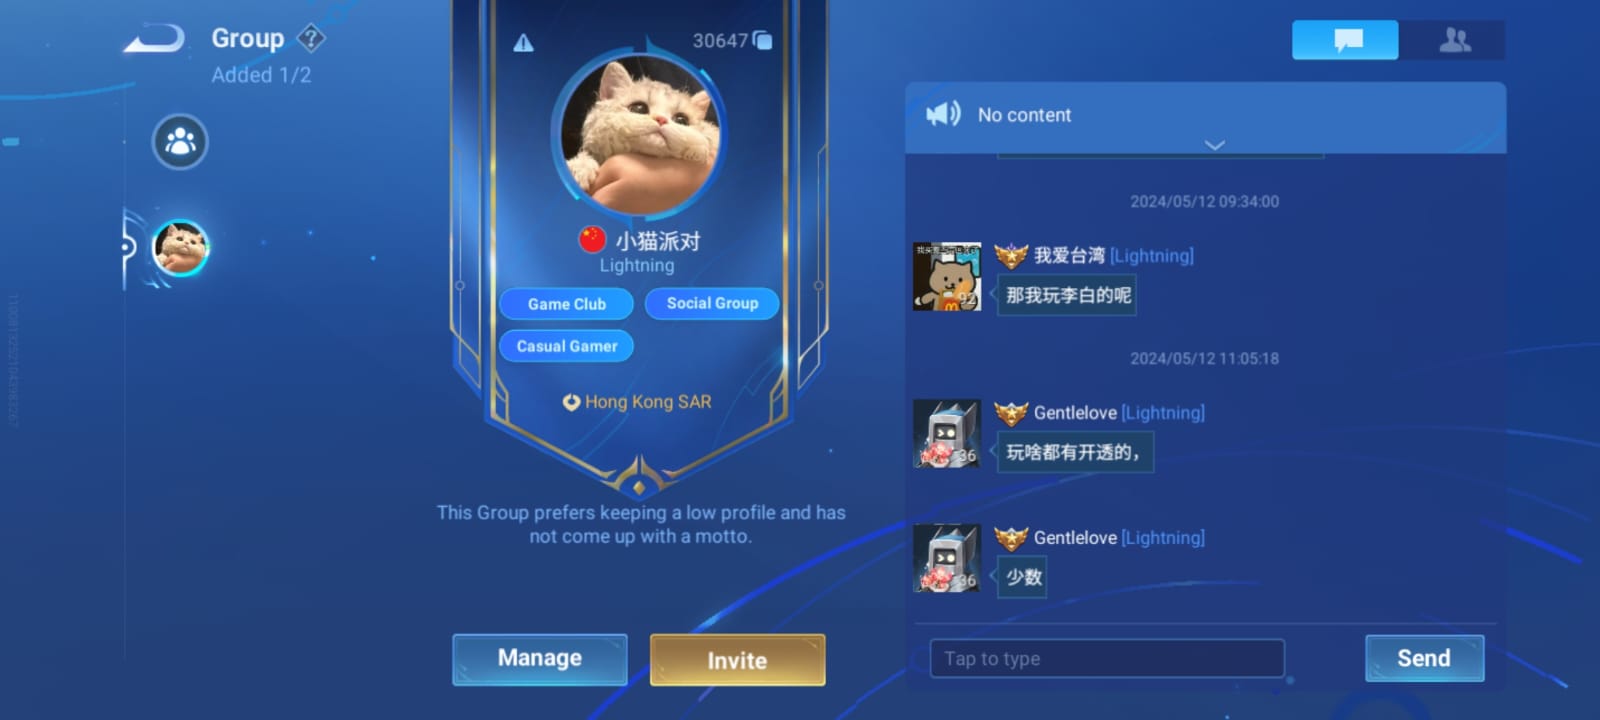 Group
Added 1/2
30647
小猫派对
Lightning
Game Club
Social Group
Casual Gamer
Hong Kong SAR
This Group prefers keeping a low profile and has
not come up with a motto.
Manage
Invite
No content
2024/05/12 09:34:00
92
我爱台湾 [Lightning]
那我玩李白的呢
2024/05/12 11:05:18
36
Gentlelove [Lightning]
玩啥都有开透的，
36
Gentlelove [Lightning]
少数
Tap to type
Send